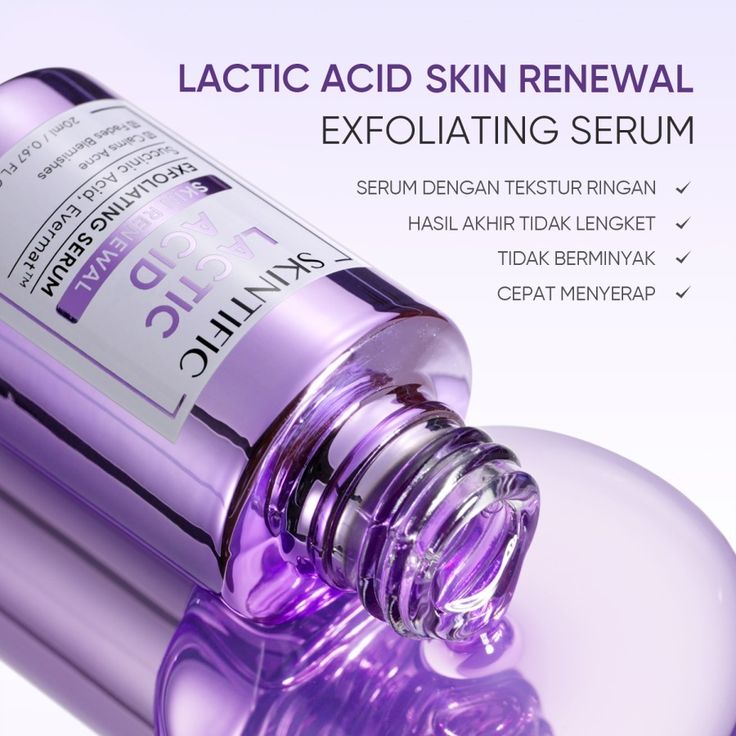 LACTIC ACID SKIN RENEWAL
EXFOLIATING SERUM
SERUM DENGAN TEKSTUR RINGAN
HASIL AKHIR TIDAK LENGKET
TIDAK BERMINYAK
CEPAT MENYERAP
SKINTIFIC
LACTIC
ACID
SKIN RENEWAL
EXFOLIATING SERUM
Succinic Acid, Evermat™
Calms Acne
Fades Blemishes
20ml / 0.67 FL.